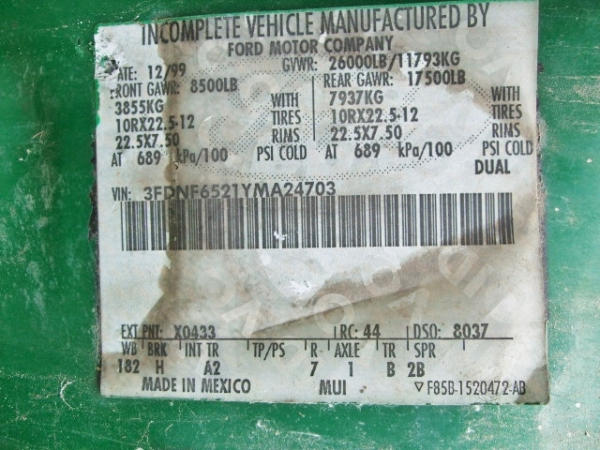 INCOMPLETE VEHICLE MANUFACTURED BY
FORD MOTOR COMPANY
ATE: 12/99 GVWR: 26000LB/11793KG
FRONT GAWR: 8500LB REAR GAWR: 17500LB
3855KG WITH 7937KG WITH
10RX22.5-12 TIRES 10RX22.5-12 TIRES
22.5X7.50 RIMS 22.5X7.50 RIMS
AT 689 kPa/100 PSI COLD AT 689 kPa/100 PSI COLD
DUAL
VIN: 3FDNF6521YMA24703
EXT PNT: X0433 RC: 44 DSO: 8037
WB BRK INT TR TP/PS R AXLE TR SPR
182 H A2 7 1 B 2B
MADE IN MEXICO MUI F85B-1520472-AB